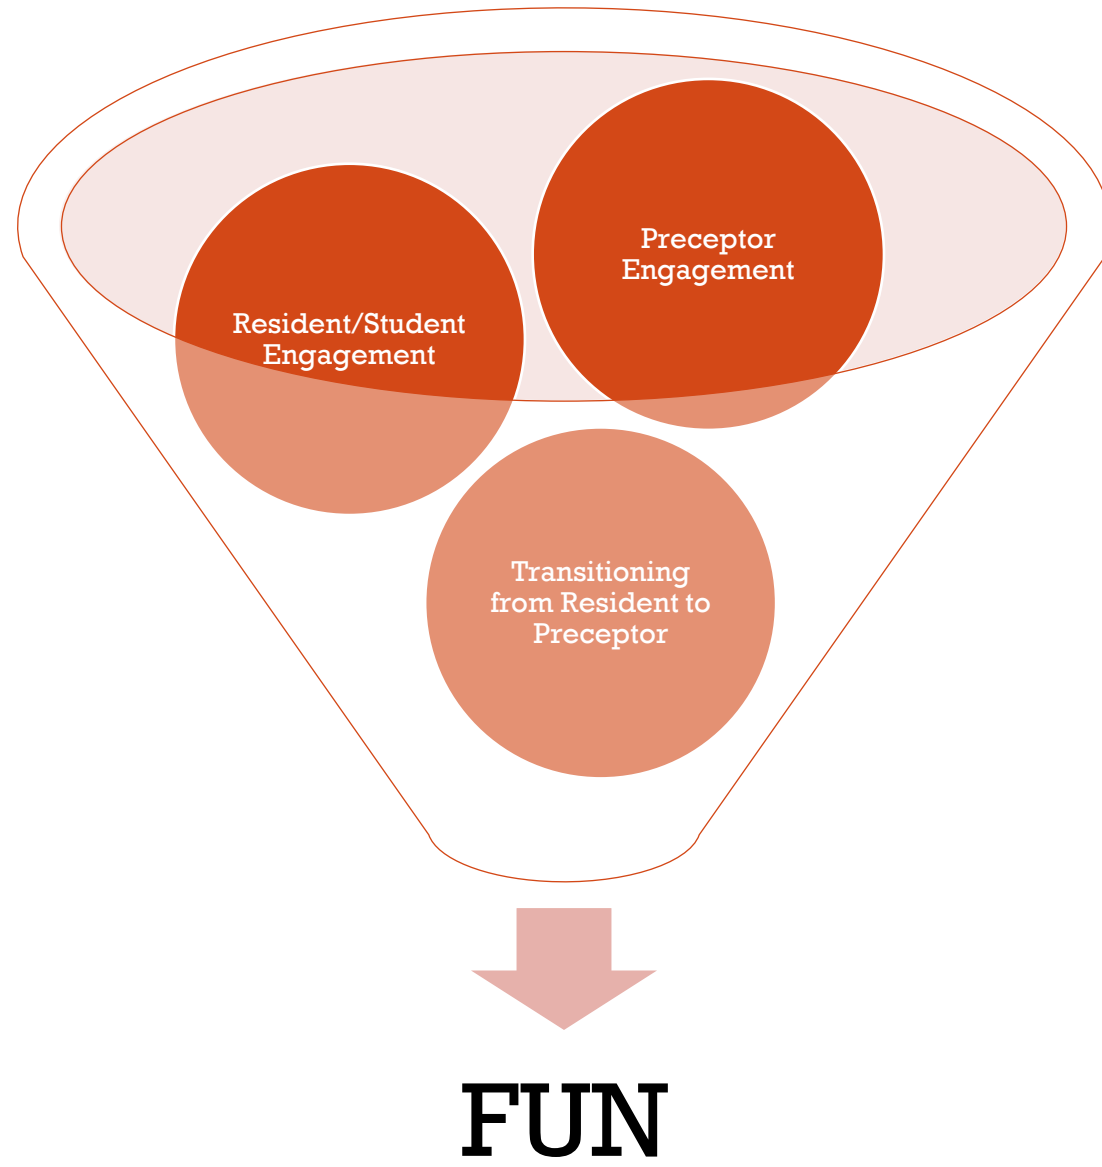 Preceptor
Engagement
Resident/Student
Engagement
Transitioning
from Resident to
Preceptor
FUN